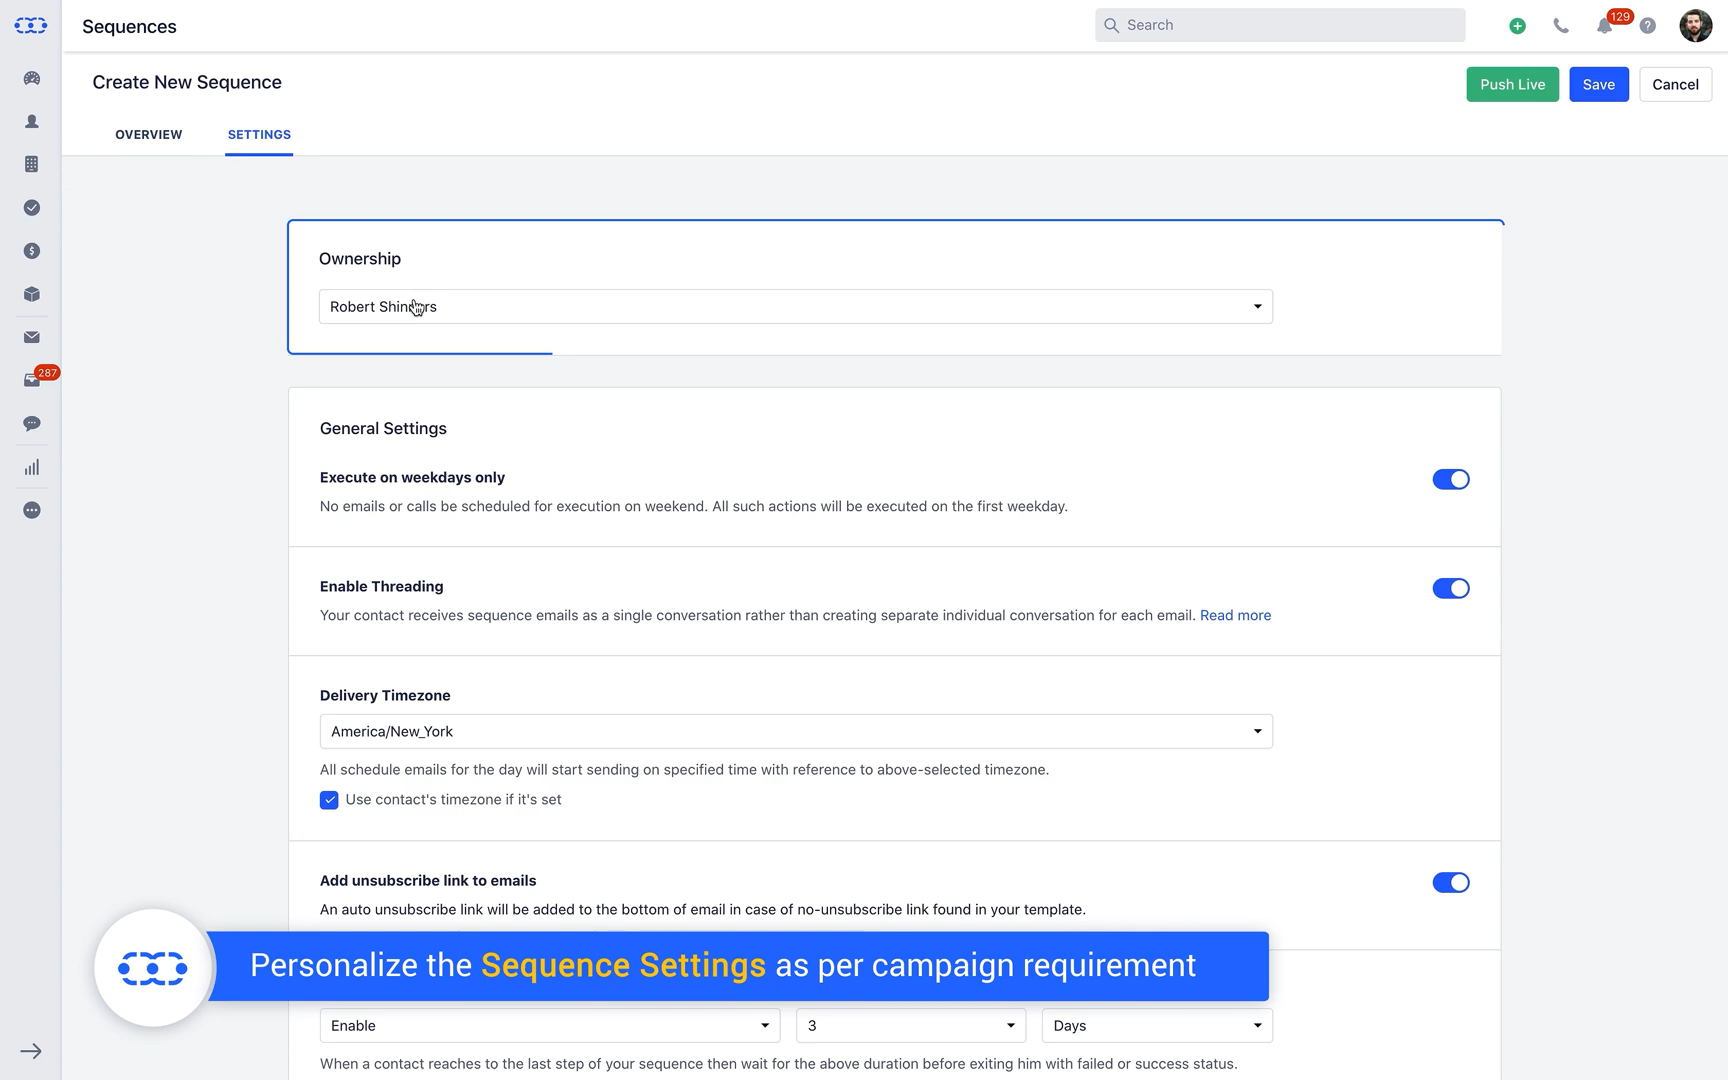 Sequences
Search
129
?
Create New Sequence
Push Live
Save
Cancel
OVERVIEW
SETTINGS
Ownership
Robert Shinners
287
General Settings
Execute on weekdays only
No emails or calls be scheduled for execution on weekend. All such actions will be executed on the first weekday.
Enable Threading
Your contact receives sequence emails as a single conversation rather than creating separate individual conversation for each email. Read more
Delivery Timezone
America/New_York
All schedule emails for the day will start sending on specified time with reference to above-selected timezone.
Use contact's timezone if it's set
Add unsubscribe link to emails
An auto unsubscribe link will be added to the bottom of email in case of no-unsubscribe link found in your template.
Personalize the Sequence Settings as per campaign requirement
Enable
3
Days
When a contact reaches to the last step of your sequence then wait for the above duration before exiting him with failed or success status.